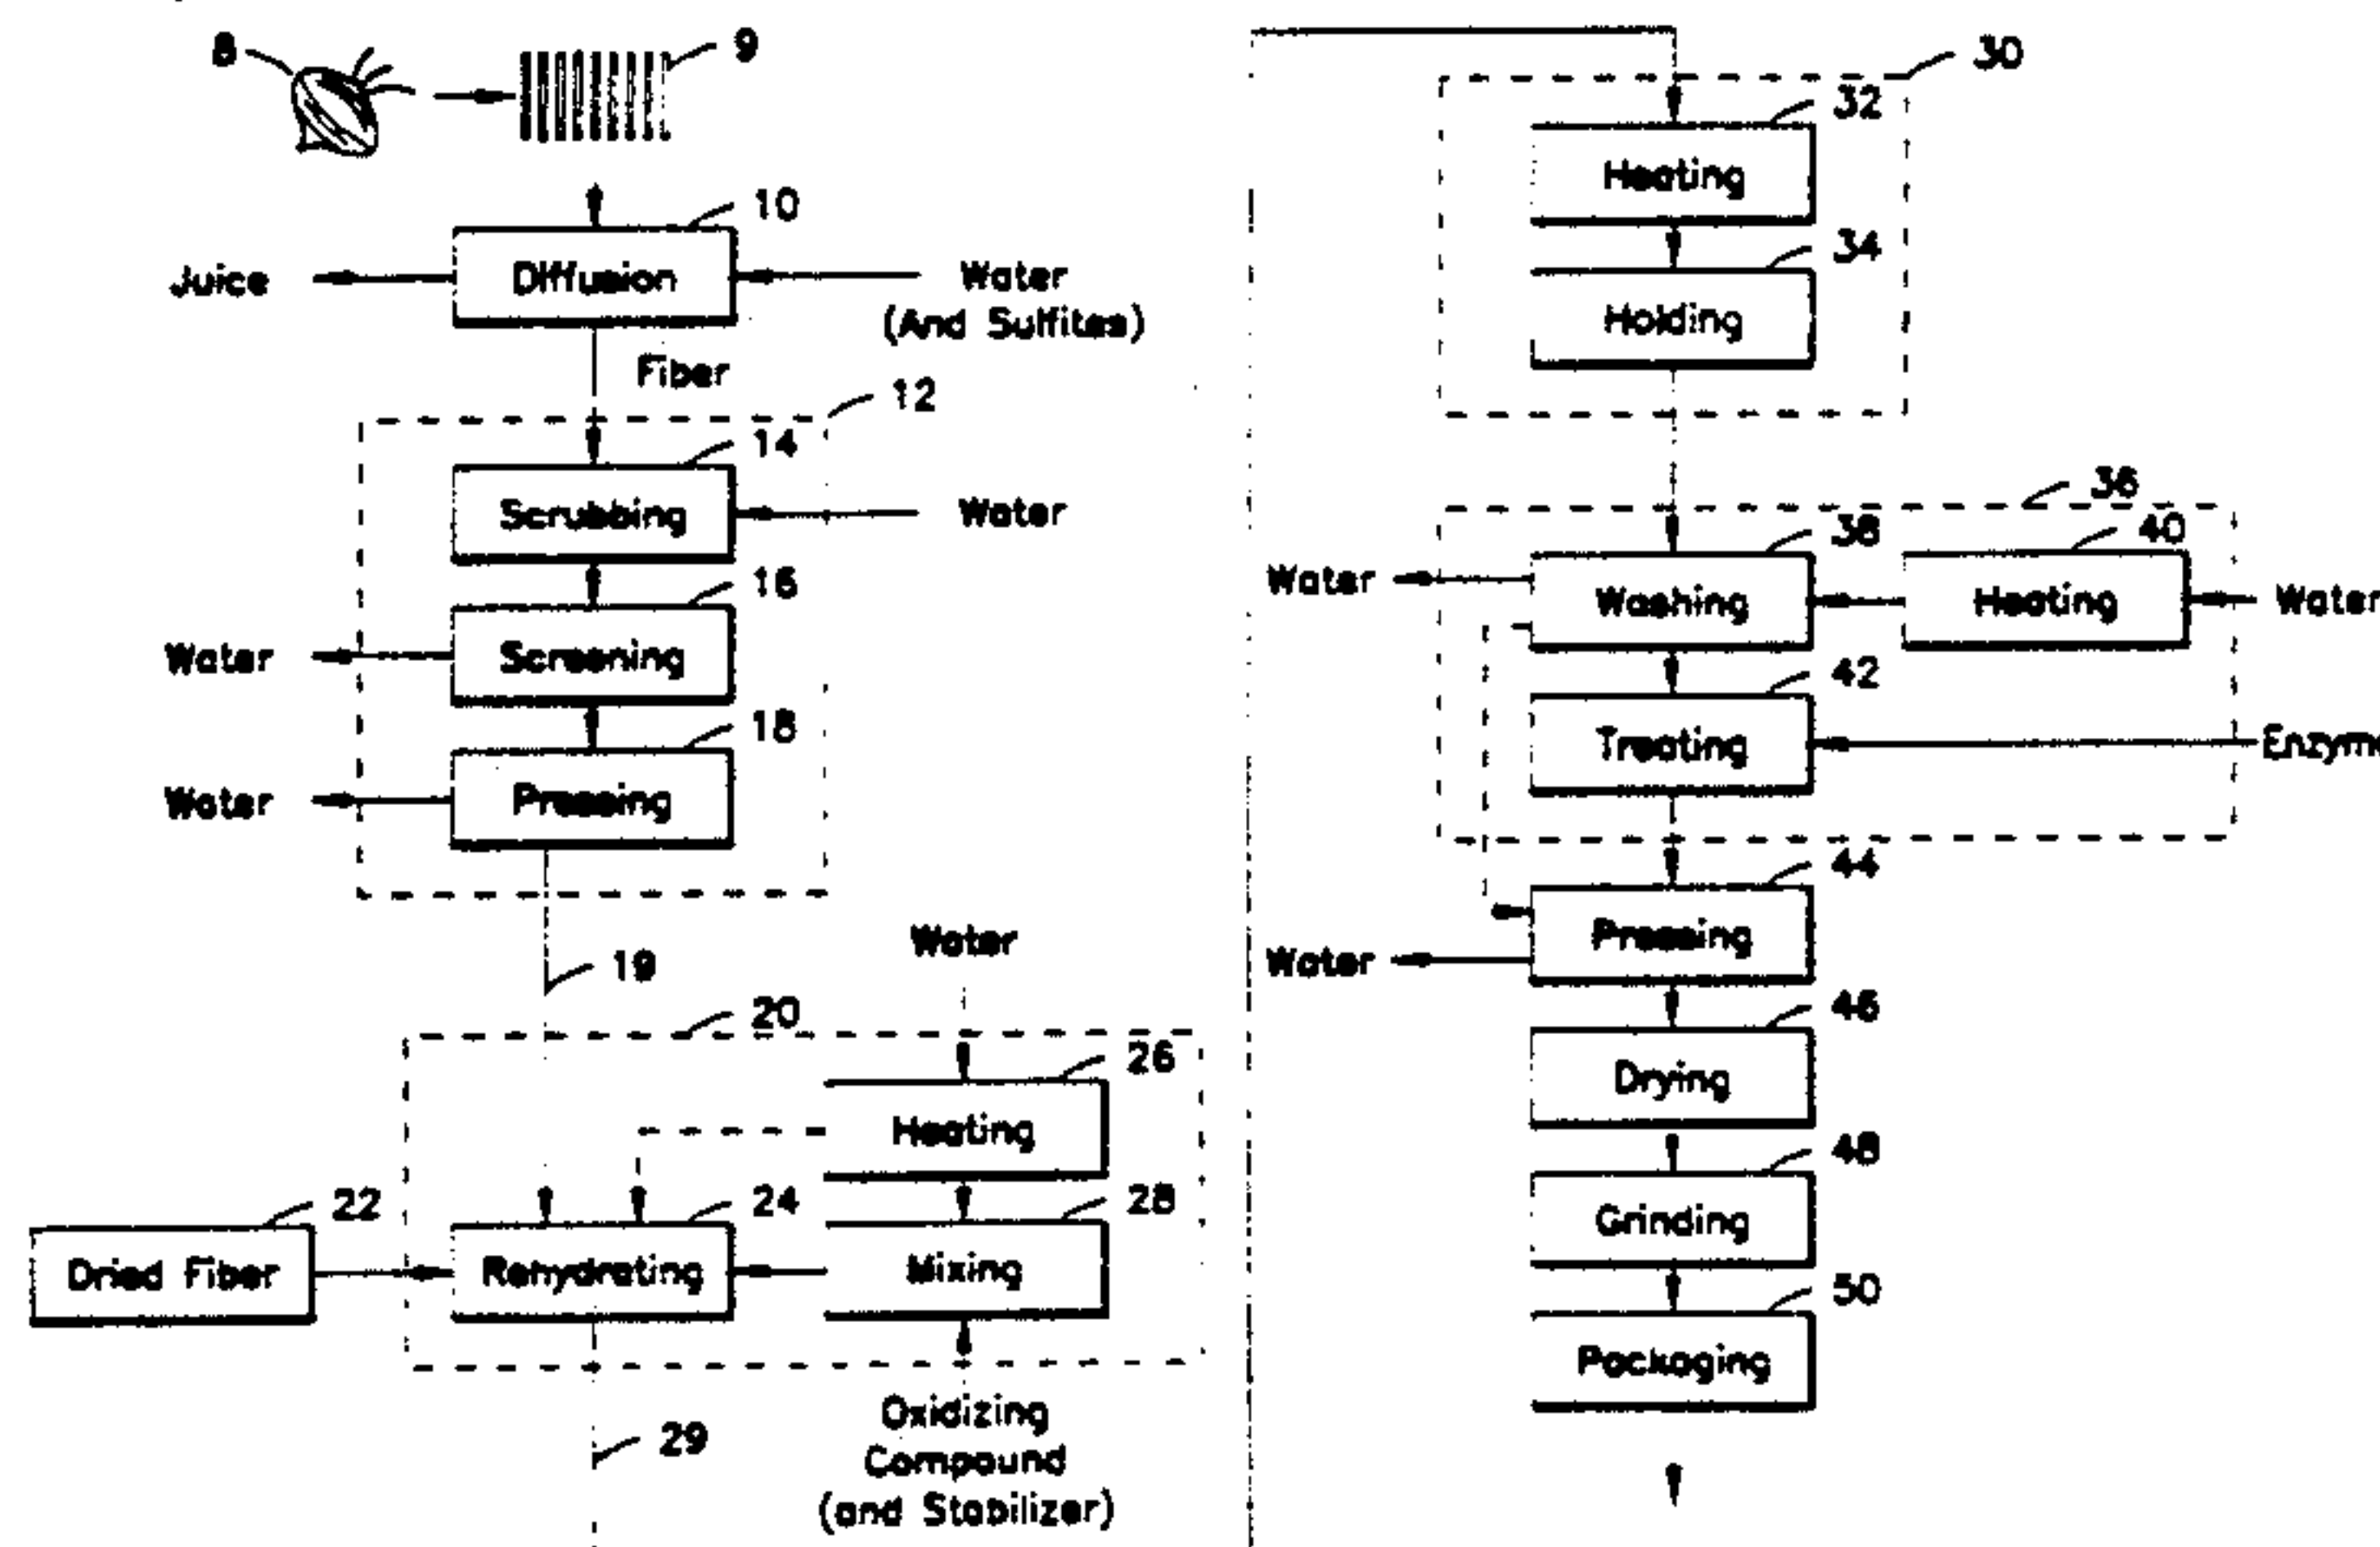 8
9
10
Diffusion
Juice
Water
(And Sulfites)
Fiber
12
14
Scrubbing
Water
16
Screening
Water
18
Pressing
Water
19
Water
20
26
Heating
22
Dried Fiber
24
Rehydrating
28
Mixing
29
Oxidizing
Compound
(and Stabilizer)
30
32
Heating
34
Holding
36
38
Washing
Water
40
Heating
Water
42
Treating
Enzyme
44
Pressing
Water
46
Drying
48
Grinding
50
Packaging